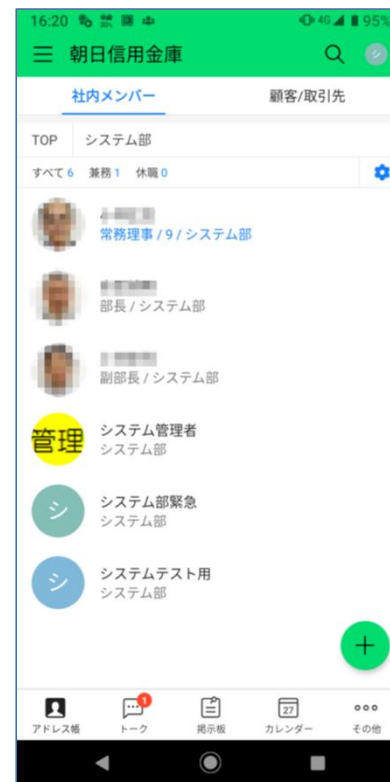 16:20 4G 95%
朝日信用金庫
社内メンバー 顧客/取引先
TOP システム部
すべて 6 兼務 1 休職 0
常務理事 / 9 / システム部
部長 / システム部
副部長 / システム部
管理
システム管理者
システム部
シ
システム部緊急
システム部
シ
システムテスト用
システム部
1
27
アドレス帳 トーク 掲示板 カレンダー その他